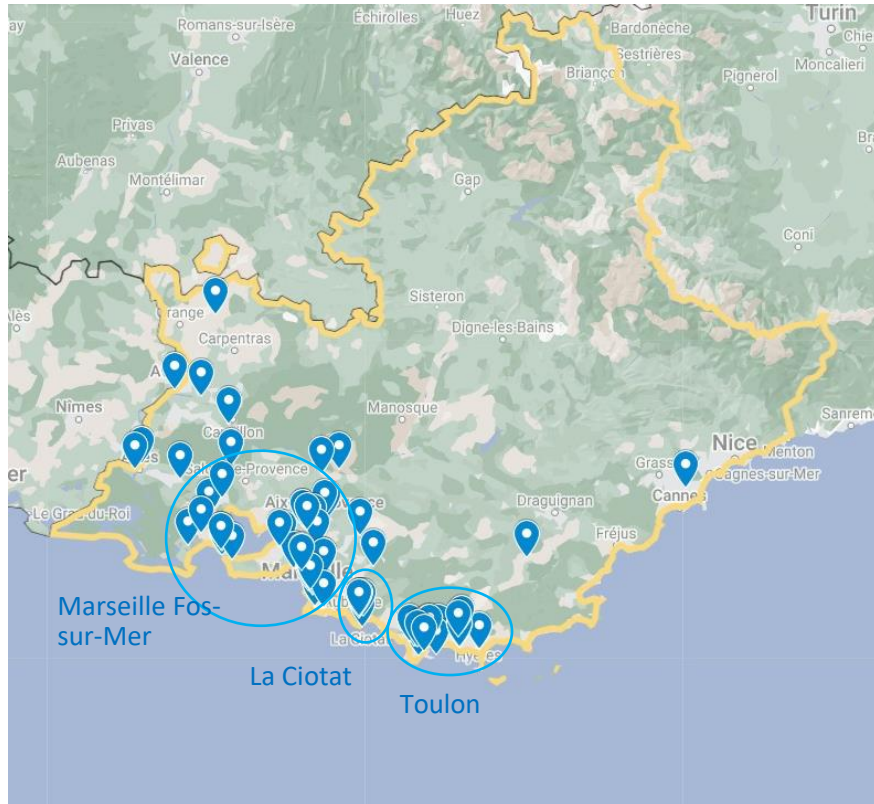 Romans-sur-Isère
Échirolles
Huez
Bardonèche
Turin
Valence
Sestrières
Moncalieri
Briançon
Pignerol
Privas
Aubenas
Montélimar
Gap
Coni
Sisteron
Orange
Carpentras
Digne-les-Bains
Manosque
Nîmes
Nice
Menton
Sanremo
Grasse
Cagnes-sur-Mer
Cannes
Draguignan
Le Grau-du-Roi
Fréjus
Marseille Fos-
sur-Mer
La Ciotat
La Ciotat
Hyères
Toulon